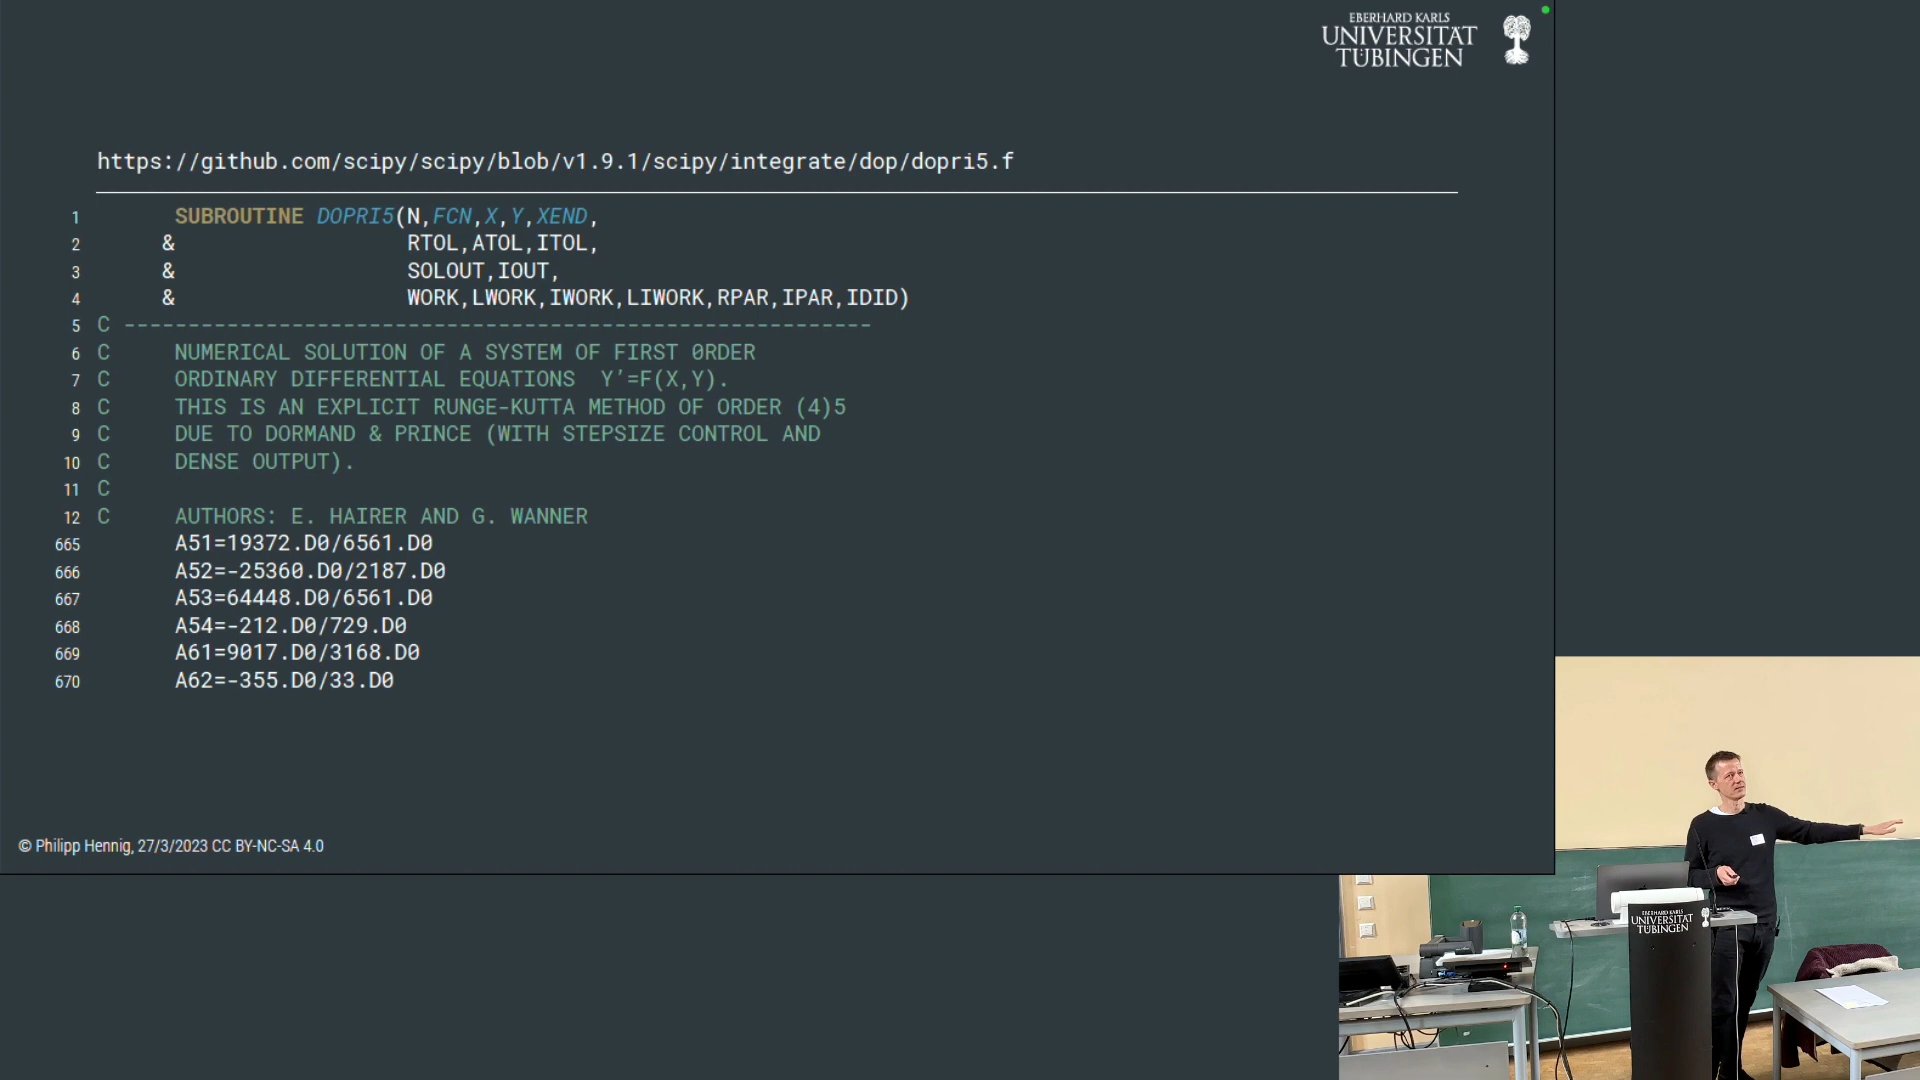 EBERHARD KARLS
UNIVERSITÄT
TÜBINGEN
https://github.com/scipy/scipy/blob/v1.9.1/scipy/integrate/dop/dopri5.f
1 SUBROUTINE DOPRI5(N,FCN,X,Y,XEND,
2 & RTOL,ATOL,ITOL,
3 & SOLOUT,IOUT,
4 & WORK,LWORK,IWORK,LIWORK,RPAR,IPAR,IDID)
5 C ----------------------------------------------------------
6 C NUMERICAL SOLUTION OF A SYSTEM OF FIRST 0RDER
7 C ORDINARY DIFFERENTIAL EQUATIONS Y'=F(X,Y).
8 C THIS IS AN EXPLICIT RUNGE-KUTTA METHOD OF ORDER (4)5
9 C DUE TO DORMAND & PRINCE (WITH STEPSIZE CONTROL AND
10 C DENSE OUTPUT).
11 C
12 C AUTHORS: E. HAIRER AND G. WANNER
665 A51=19372.D0/6561.D0
666 A52=-25360.D0/2187.D0
667 A53=64448.D0/6561.D0
668 A54=-212.D0/729.D0
669 A61=9017.D0/3168.D0
670 A62=-355.D0/33.D0
© Philipp Hennig, 27/3/2023 CC BY-NC-SA 4.0
EBERHARD KARLS
UNIVERSITÄT
TÜBINGEN